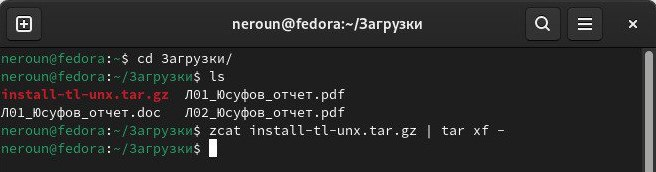 neroun@fedora:~/Загрузки
neroun@fedora:~$ cd Загрузки/
neroun@fedora:~/Загрузки$ ls
install-tl-unx.tar.gz  Л01_Юсуфов_отчет.pdf
Л01_Юсуфов_отчет.doc   Л02_Юсуфов_отчет.pdf
neroun@fedora:~/Загрузки$ zcat install-tl-unx.tar.gz | tar xf -
neroun@fedora:~/Загрузки$